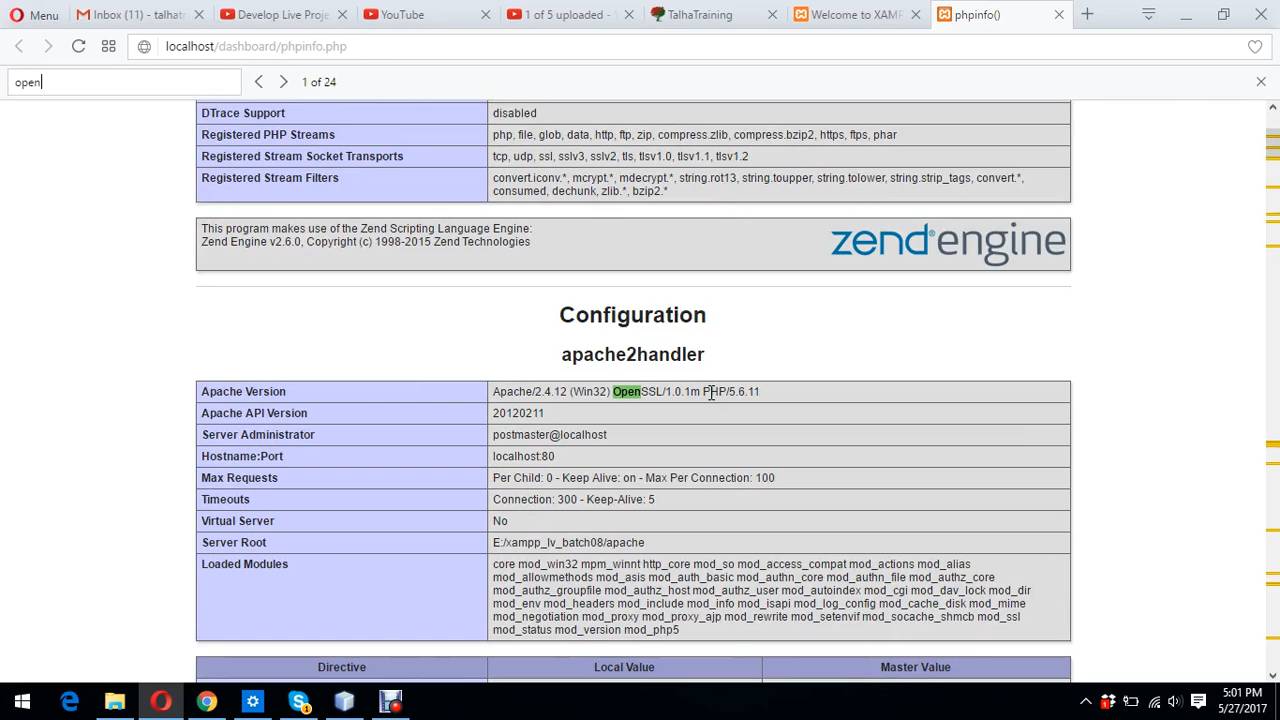 Menu
Inbox (11) - talhatr
Develop Live Proje
YouTube
1 of 5 uploaded -
TalhaTraining
Welcome to XAMP
phpinfo()
localhost/dashboard/phpinfo.php
open
1 of 24
DTrace Support disabled
Registered PHP Streams php, file, glob, data, http, ftp, zip, compress.zlib, compress.bzip2, https, ftps, phar
Registered Stream Socket Transports tcp, udp, ssl, sslv3, sslv2, tls, tlsv1.0, tlsv1.1, tlsv1.2
Registered Stream Filters convert.iconv.*, mcrypt.*, mdecrypt.*, string.rot13, string.toupper, string.tolower, string.strip_tags, convert.*,
consumed, dechunk, zlib.*, bzip2.*
This program makes use of the Zend Scripting Language Engine:
Zend Engine v2.6.0, Copyright (c) 1998-2015 Zend Technologies
zend engine
Configuration
apache2handler
Apache Version Apache/2.4.12 (Win32) OpenSSL/1.0.1m PHP/5.6.11
Apache API Version 20120211
Server Administrator postmaster@localhost
Hostname:Port localhost:80
Max Requests Per Child: 0 - Keep Alive: on - Max Per Connection: 100
Timeouts Connection: 300 - Keep-Alive: 5
Virtual Server No
Server Root E:/xampp_lv_batch08/apache
Loaded Modules core mod_win32 mpm_winnt http_core mod_so mod_access_compat mod_actions mod_alias
mod_allowmethods mod_asis mod_auth_basic mod_authn_core mod_authn_file mod_authz_core
mod_authz_groupfile mod_authz_host mod_authz_user mod_autoindex mod_cgi mod_dav_lock mod_dir
mod_env mod_headers mod_include mod_info mod_isapi mod_log_config mod_cache_disk mod_mime
mod_negotiation mod_proxy mod_proxy_ajp mod_rewrite mod_setenvif mod_socache_shmcb mod_ssl
mod_status mod_version mod_php5
Directive Local Value Master Value
5:01 PM
5/27/2017